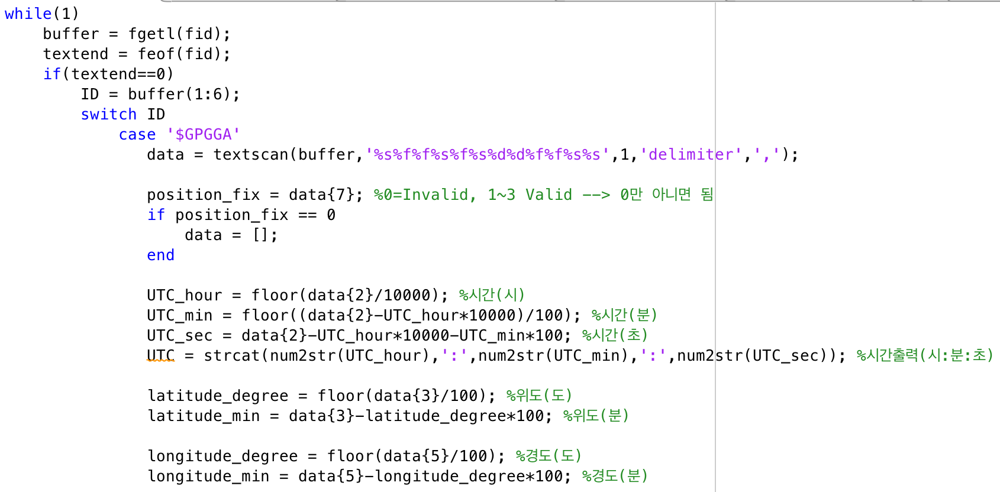 while(1)
    buffer = fgetl(fid);
    textend = feof(fid);
    if(textend==0)
        ID = buffer(1:6);
        switch ID
            case '$GPGGA'
               data = textscan(buffer,'%s%f%f%s%f%s%d%d%f%f%s%s',1,'delimiter',',');
               position_fix = data{7}; %0=Invalid, 1~3 Valid --> 0만 아니면 됨
               if position_fix == 0
                   data = [];
               end
               UTC_hour = floor(data{2}/10000); %시간(시)
               UTC_min = floor((data{2}-UTC_hour*10000)/100); %시간(분)
               UTC_sec = data{2}-UTC_hour*10000-UTC_min*100; %시간(초)
               UTC = strcat(num2str(UTC_hour),':',num2str(UTC_min),':',num2str(UTC_sec)); %시간출력(시:분:초)
               latitude_degree = floor(data{3}/100); %위도(도)
               latitude_min = data{3}-latitude_degree*100; %위도(분)
               longitude_degree = floor(data{5}/100); %경도(도)
               longitude_min = data{5}-longitude_degree*100; %경도(분)